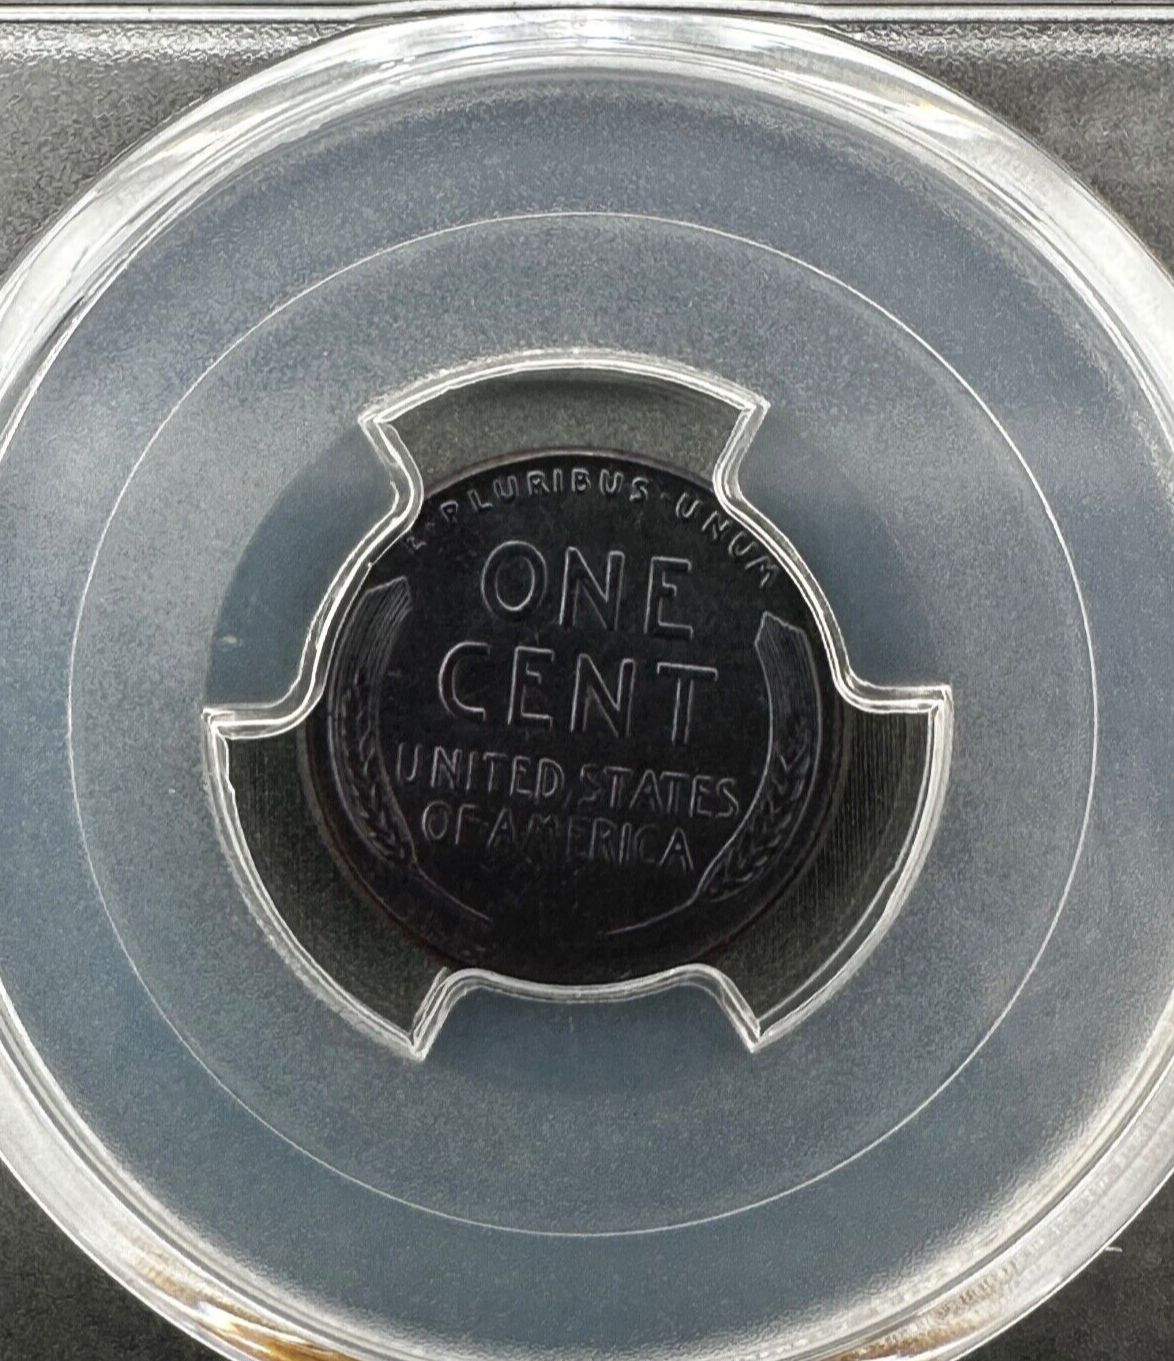 E·PLURIBUS·UNUM
ONE
CENT
UNITED STATES
OF AMERICA